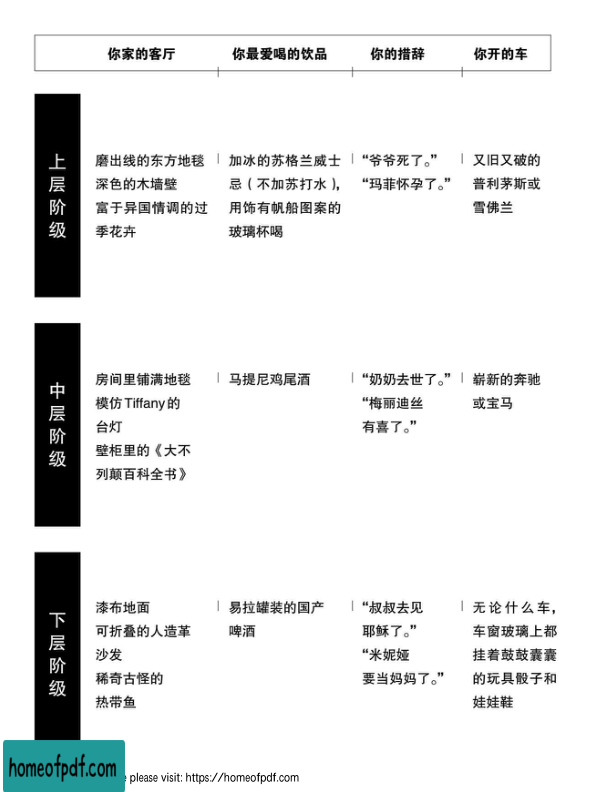 你家的客厅 你最爱喝的饮品 你的措辞 你开的车
上层阶级
磨出线的东方地毯
深色的木墙壁
富于异国情调的过
季花卉
加冰的苏格兰威士
忌（不加苏打水），
用饰有帆船图案的
玻璃杯喝
“爷爷死了。”
“玛菲怀孕了。”
又旧又破的
普利茅斯或
雪佛兰
中层阶级
房间里铺满地毯
模仿Tiffany的
台灯
壁柜里的《大不
列颠百科全书》
马提尼鸡尾酒
“奶奶去世了。”
“梅丽迪丝
有喜了。”
崭新的奔驰
或宝马
下层阶级
漆布地面
可折叠的人造革
沙发
稀奇古怪的
热带鱼
易拉罐装的国产
啤酒
“叔叔去见
耶稣了。”
“米妮娅
要当妈妈了。”
无论什么车，
车窗玻璃上都
挂着鼓鼓囊囊
的玩具骰子和
娃娃鞋
homeofpdf.com
please visit: https://homeofpdf.com